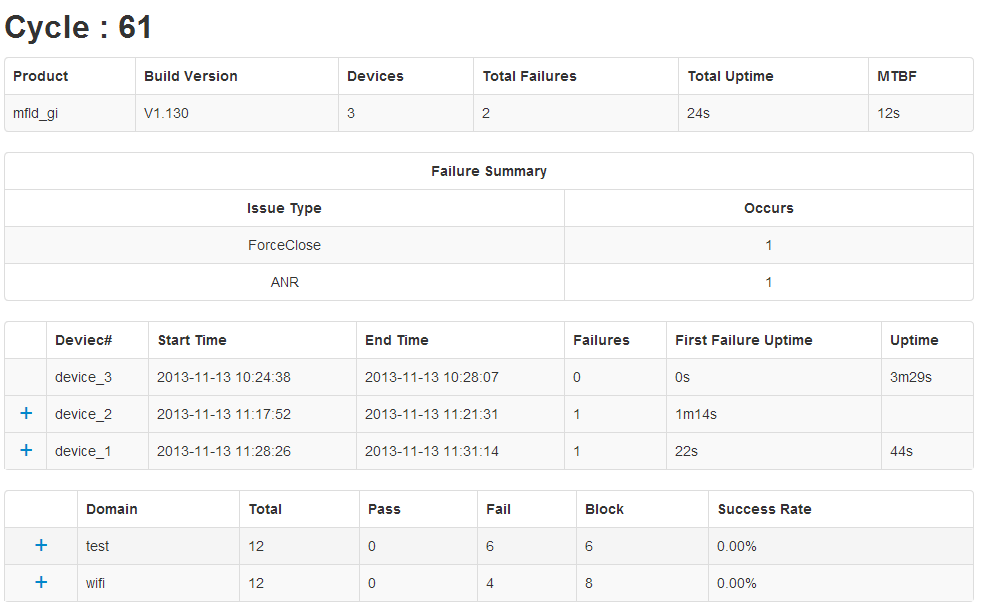 Cycle : 61
Product Build Version Devices Total Failures Total Uptime MTBF
mfld_gi V1.130 3 2 24s 12s
Failure Summary
Issue Type Occurs
ForceClose 1
ANR 1
Deviec# Start Time End Time Failures First Failure Uptime Uptime
device_3 2013-11-13 10:24:38 2013-11-13 10:28:07 0 0s 3m29s
+ device_2 2013-11-13 11:17:52 2013-11-13 11:21:31 1 1m14s
+ device_1 2013-11-13 11:28:26 2013-11-13 11:31:14 1 22s 44s
Domain Total Pass Fail Block Success Rate
+ test 12 0 6 6 0.00%
+ wifi 12 0 4 8 0.00%